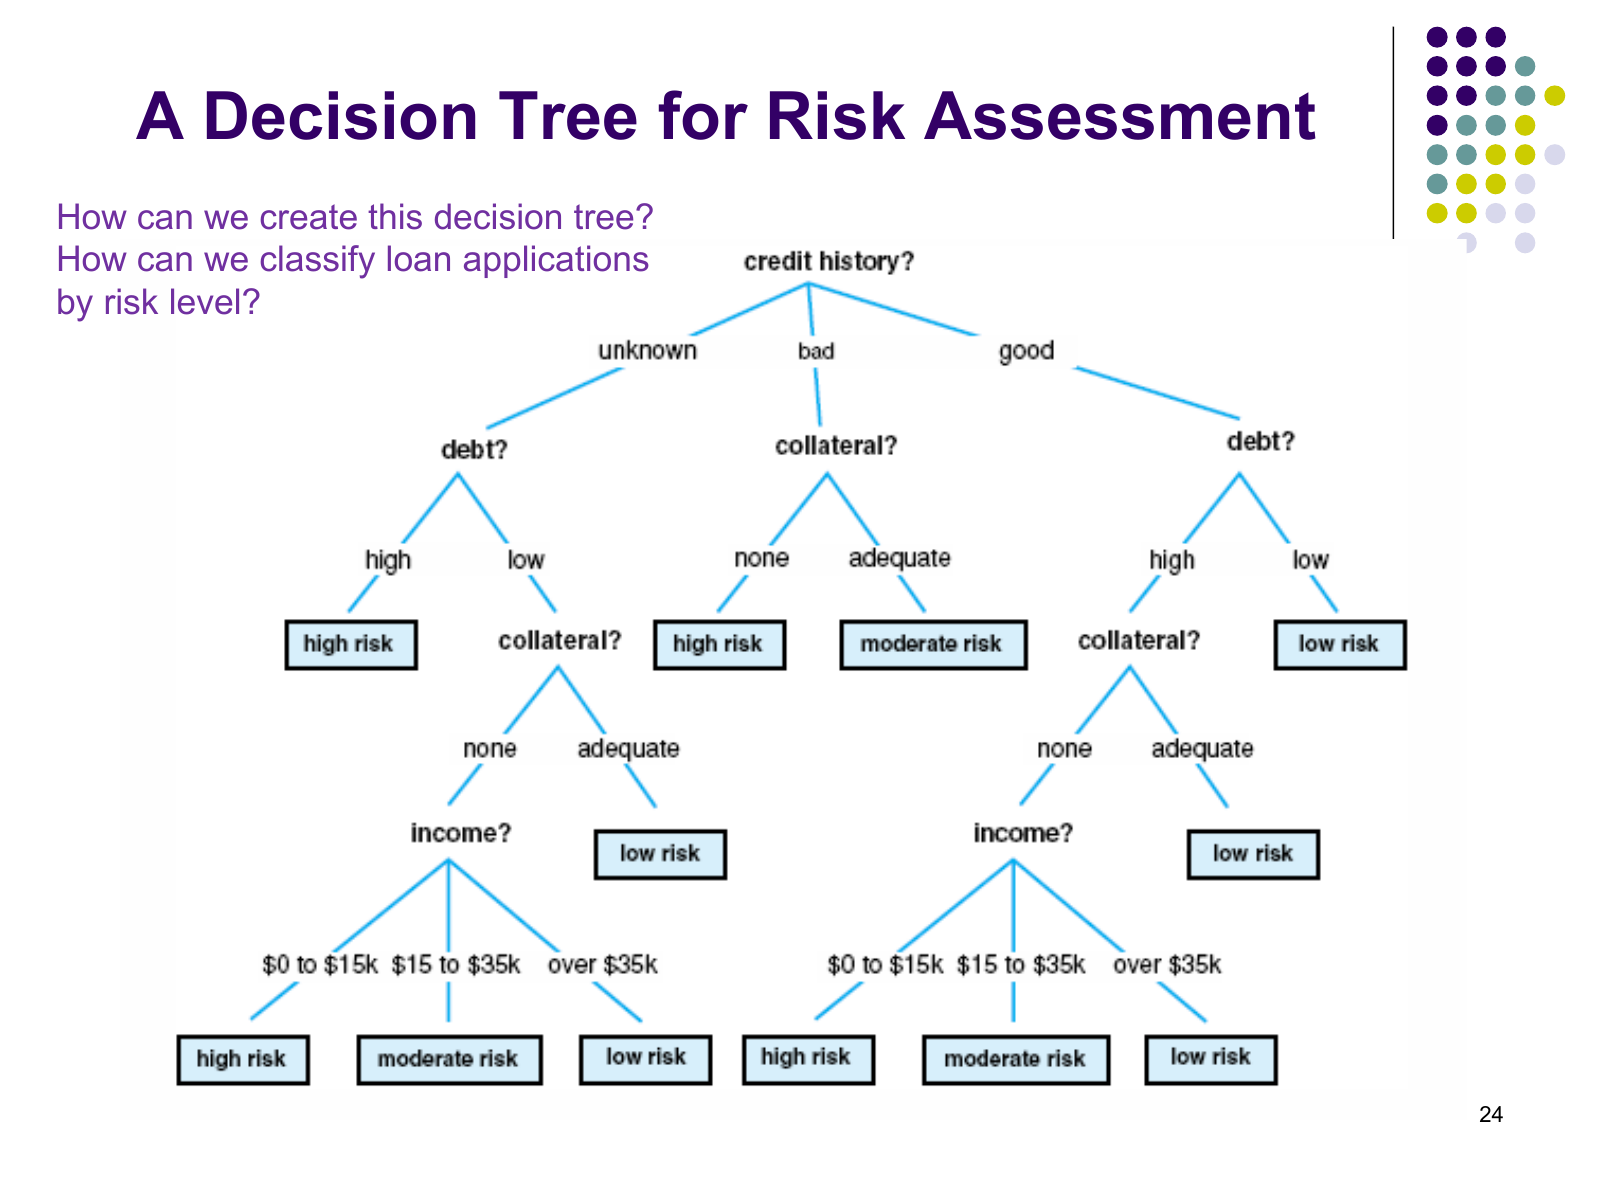 A Decision Tree for Risk Assessment
How can we create this decision tree?
How can we classify loan applications
by risk level?
credit history?
unknown bad good
debt? collateral? debt?
high low none adequate high low
high risk collateral? high risk moderate risk collateral? low risk
none adequate none adequate
income? low risk income? low risk
$0 to $15k $15 to $35k over $35k $0 to $15k $15 to $35k over $35k
high risk moderate risk low risk high risk moderate risk low risk
24